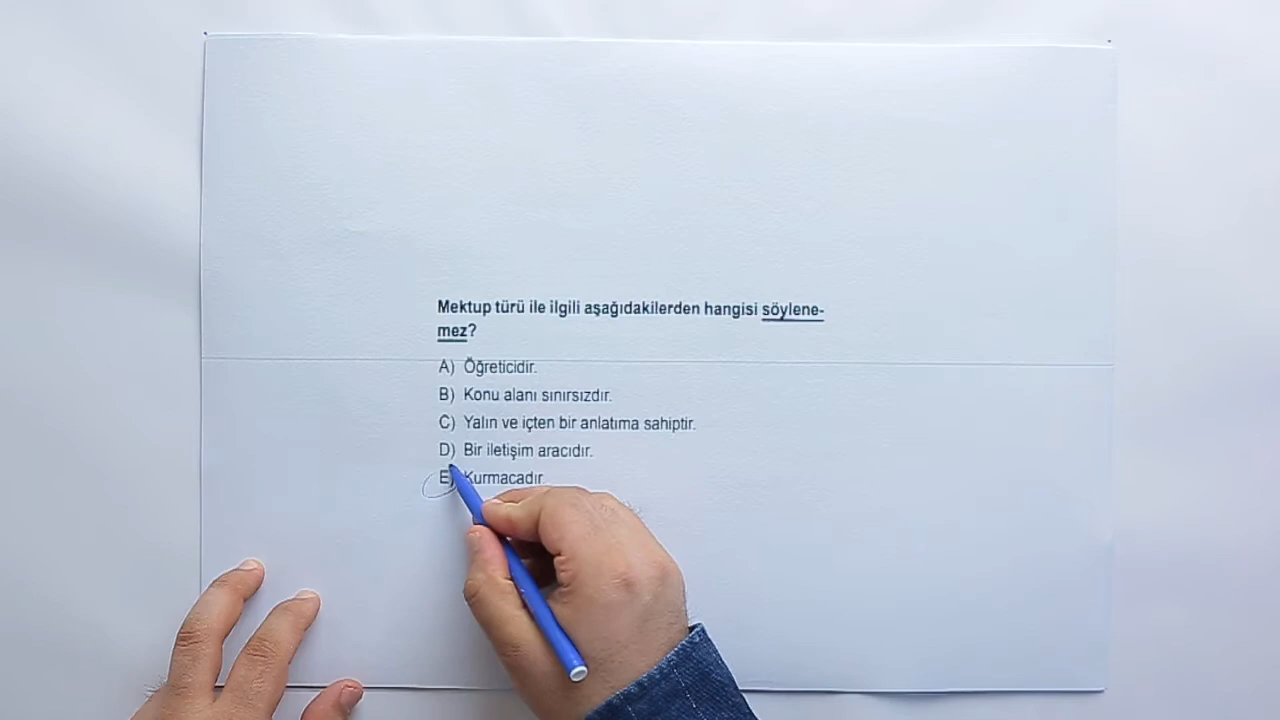 Mektup türü ile ilgili aşağıdakilerden hangisi söylene-
mez?
A) Öğreticidir.
B) Konu alanı sınırsızdır.
C) Yalın ve içten bir anlatıma sahiptir.
D) Bir iletişim aracıdır.
E) Kurmacadır.